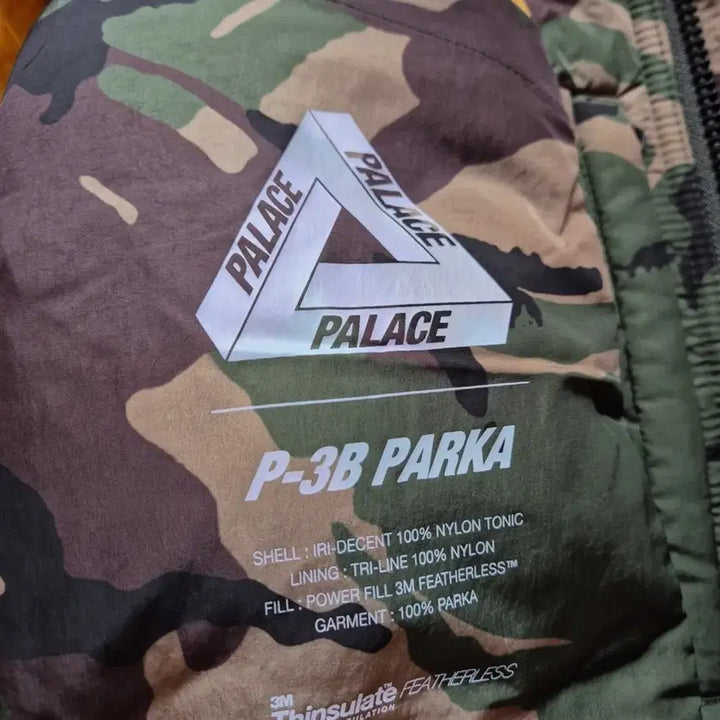 PALACE
PALACE
PALACE
P-3B PARKA
SHELL : IRI-DECENT 100% NYLON TONIC
LINING : TRI-LINE 100% NYLON
FILL : POWER FILL 3M FEATHERLESS™
GARMENT : 100% PARKA
3M
Thinsulate™ FEATHERLESS